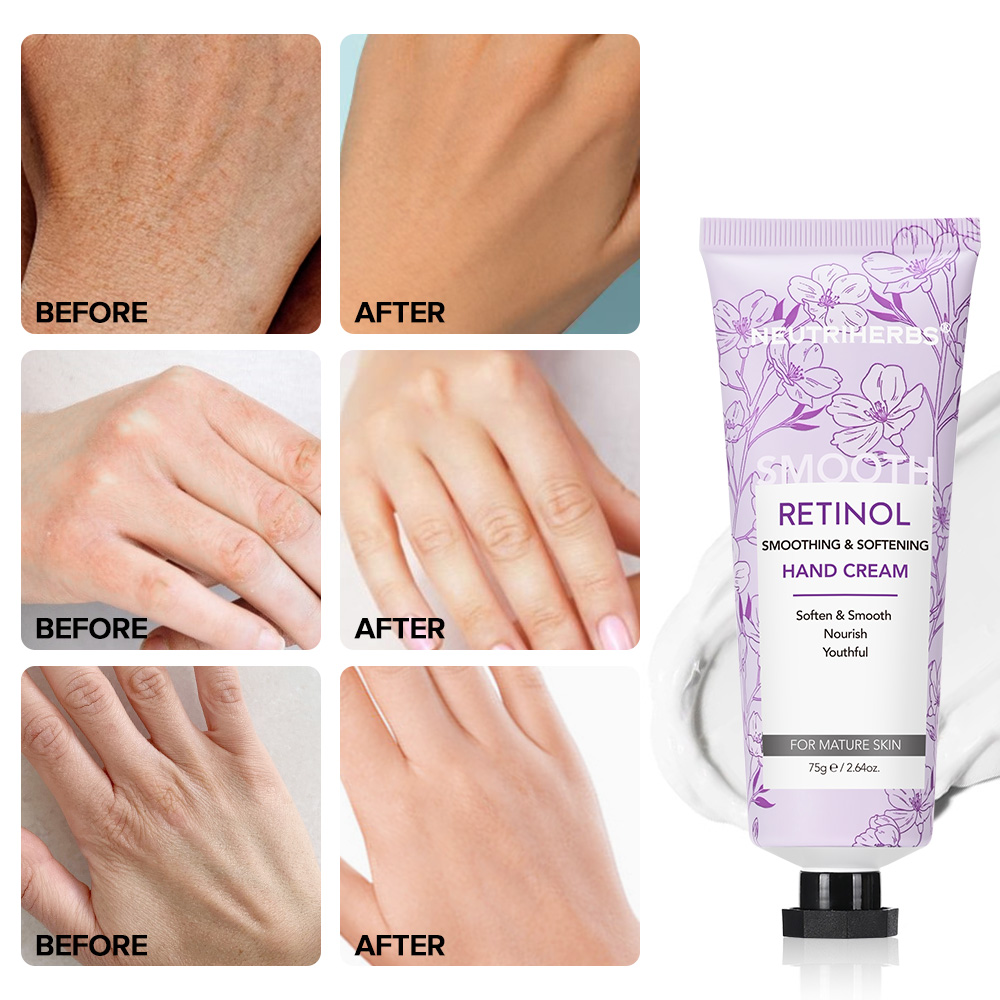 BEFORE
AFTER
BEFORE
AFTER
BEFORE
AFTER
NEUTRIHERBS®
SMOOTH
RETINOL
SMOOTHING & SOFTENING
HAND CREAM
Soften & Smooth
Nourish
Youthful
FOR MATURE SKIN
75g ℮ / 2.64oz.